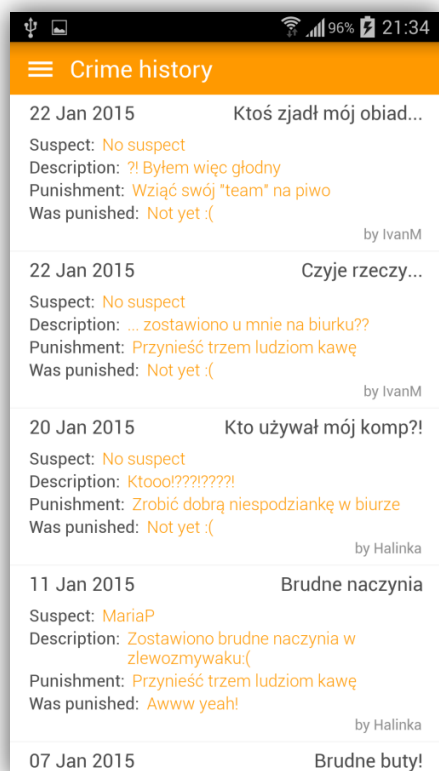 96% 21:34
Crime history
22 Jan 2015 Ktoś zjadł mój obiad...
Suspect: No suspect
Description: ?! Byłem więc głodny
Punishment: Wziąć swój "team" na piwo
Was punished: Not yet :(
by IvanM
22 Jan 2015 Czyje rzeczy...
Suspect: No suspect
Description: ... zostawiono u mnie na biurku??
Punishment: Przynieść trzem ludziom kawę
Was punished: Not yet :(
by IvanM
20 Jan 2015 Kto używał mój komp?!
Suspect: No suspect
Description: Ktooo!???!????!
Punishment: Zrobić dobrą niespodziankę w biurze
Was punished: Not yet :(
by Halinka
11 Jan 2015 Brudne naczynia
Suspect: MariaP
Description: Zostawiono brudne naczynia w
zlewozmywaku:(
Punishment: Przynieść trzem ludziom kawę
Was punished: Awww yeah!
by Halinka
07 Jan 2015 Brudne buty!